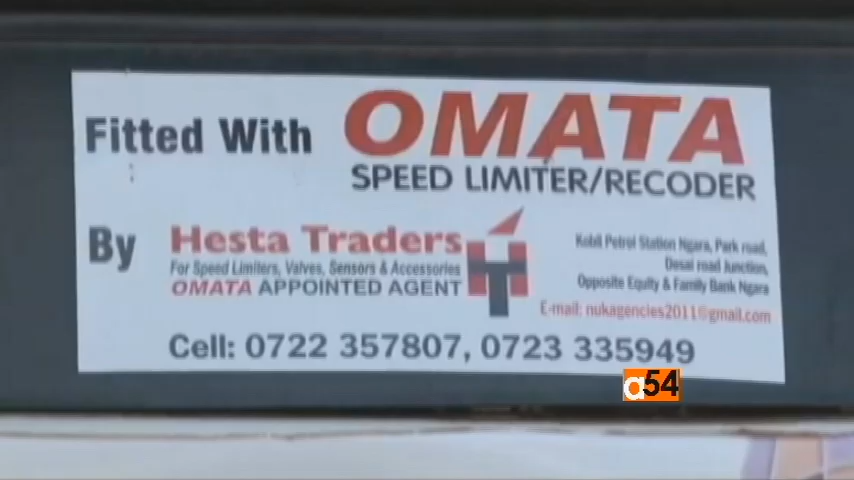 Fitted With OMATA
SPEED LIMITER/RECODER
By Hesta Traders
For Speed Limiters, Valves, Sensors & Accessories
OMATA APPOINTED AGENT
HT
Kobil Petrol Station Ngara, Park road,
Desai road Junction,
Opposite Equity & Family Bank Ngara
E-mail: nukagencies2011@gmail.com
Cell: 0722 357807, 0723 335949
a54